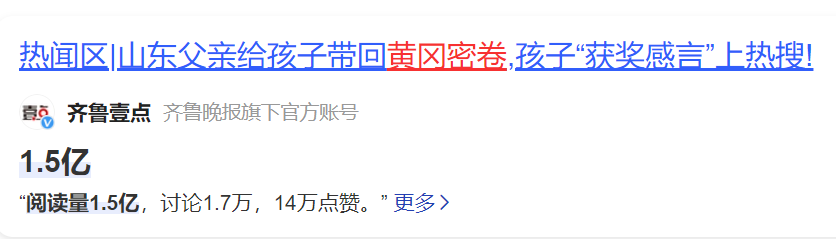 热闻区|山东父亲给孩子带回黄冈密卷,孩子“获奖感言”上热搜!
壹点 齐鲁壹点 齐鲁晚报旗下官方账号
1.5亿
“阅读量1.5亿，讨论1.7万，14万点赞。” 更多>